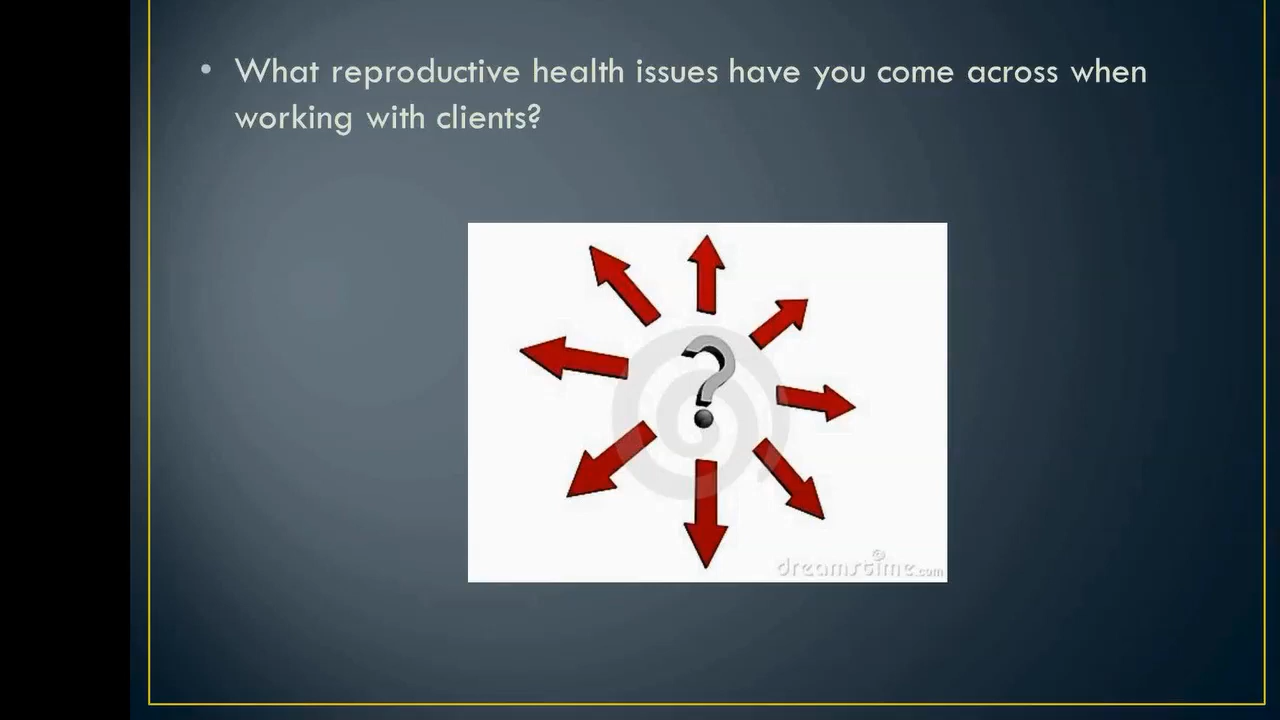 • What reproductive health issues have you come across when
working with clients?
?
dreamstime.com